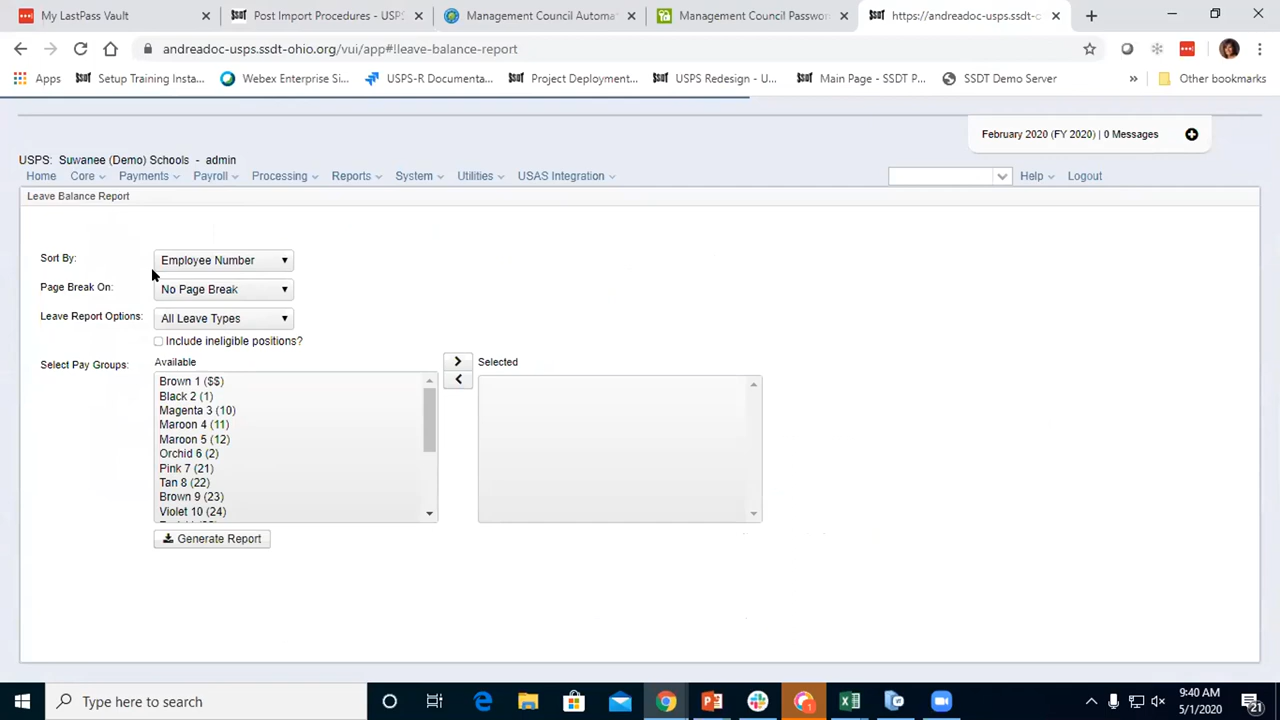 My LastPass Vault
Post Import Procedures - USPS
Management Council Automa
Management Council Passwor
https://andreadoc-usps.ssdt-o
andreadoc-usps.ssdt-ohio.org/vui/app#!leave-balance-report
Apps
Setup Training Insta...
Webex Enterprise Si...
USPS-R Documenta...
Project Deployment...
USPS Redesign - U...
Main Page - SSDT P...
SSDT Demo Server
»
Other bookmarks
February 2020 (FY 2020) | 0 Messages
USPS: Suwanee (Demo) Schools - admin
Home Core Payments Payroll Processing Reports System Utilities USAS Integration Help Logout
Leave Balance Report
Sort By: Employee Number
Page Break On: No Page Break
Leave Report Options: All Leave Types
Include ineligible positions?
Select Pay Groups: Available Selected
Brown 1 ($$)
Black 2 (1)
Magenta 3 (10)
Maroon 4 (11)
Maroon 5 (12)
Orchid 6 (2)
Pink 7 (21)
Tan 8 (22)
Brown 9 (23)
Violet 10 (24)
Generate Report
Type here to search
9:40 AM
5/1/2020
21